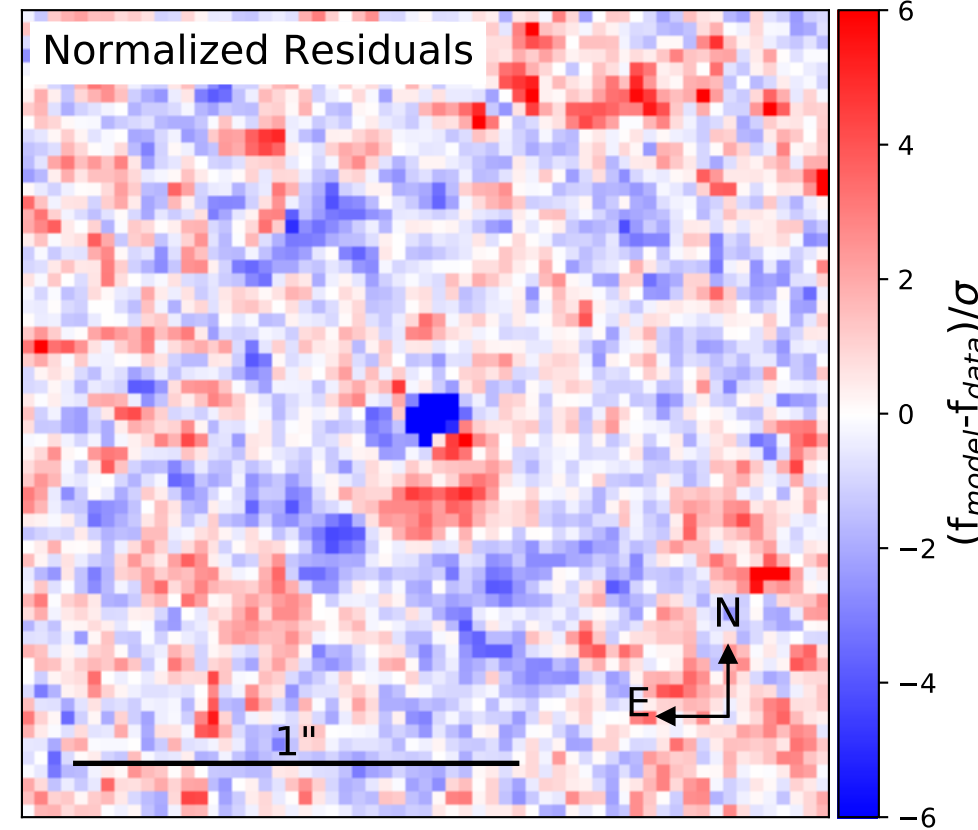 Normalized Residuals
6
4
2
0
−2
−4
−6
(f_model-f_data)/σ
N
E
1"